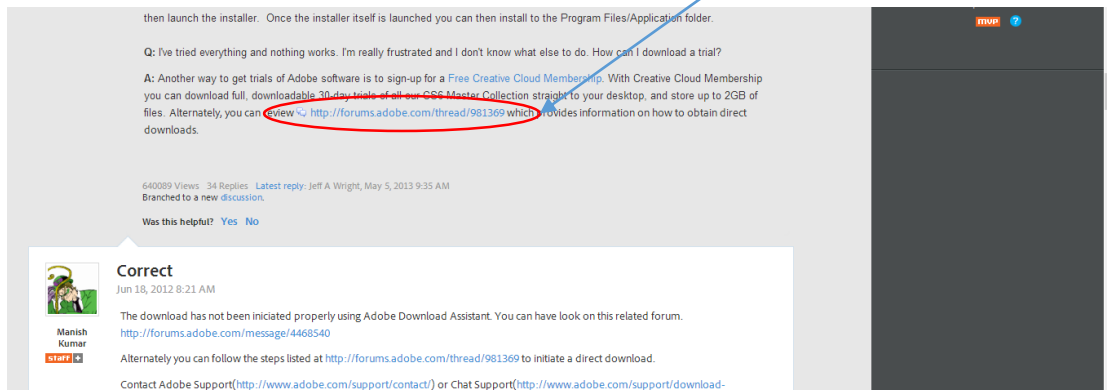 then launch the installer.  Once the installer itself is launched you can then install to the Program Files/Application folder.
mvp ?
Q: I've tried everything and nothing works. I'm really frustrated and I don't know what else to do. How can I download a trial?
A: Another way to get trials of Adobe software is to sign-up for a Free Creative Cloud Membership. With Creative Cloud Membership
you can download full, downloadable 30-day trials of all our CS6 Master Collection straight to your desktop, and store up to 2GB of
files. Alternately, you can review http://forums.adobe.com/thread/981369 which provides information on how to obtain direct
downloads.
640089 Views 34 Replies Latest reply: Jeff A Wright, May 5, 2013 9:35 AM
Branched to a new discussion.
Was this helpful? Yes No
Correct
Jun 18, 2012 8:21 AM
The download has not been iniciated properly using Adobe Download Assistant. You can have look on this related forum.
http://forums.adobe.com/message/4468540
Manish
Kumar
staff +
Alternately you can follow the steps listed at http://forums.adobe.com/thread/981369 to initiate a direct download.
Contact Adobe Support(http://www.adobe.com/support/contact/) or Chat Support(http://www.adobe.com/support/download-